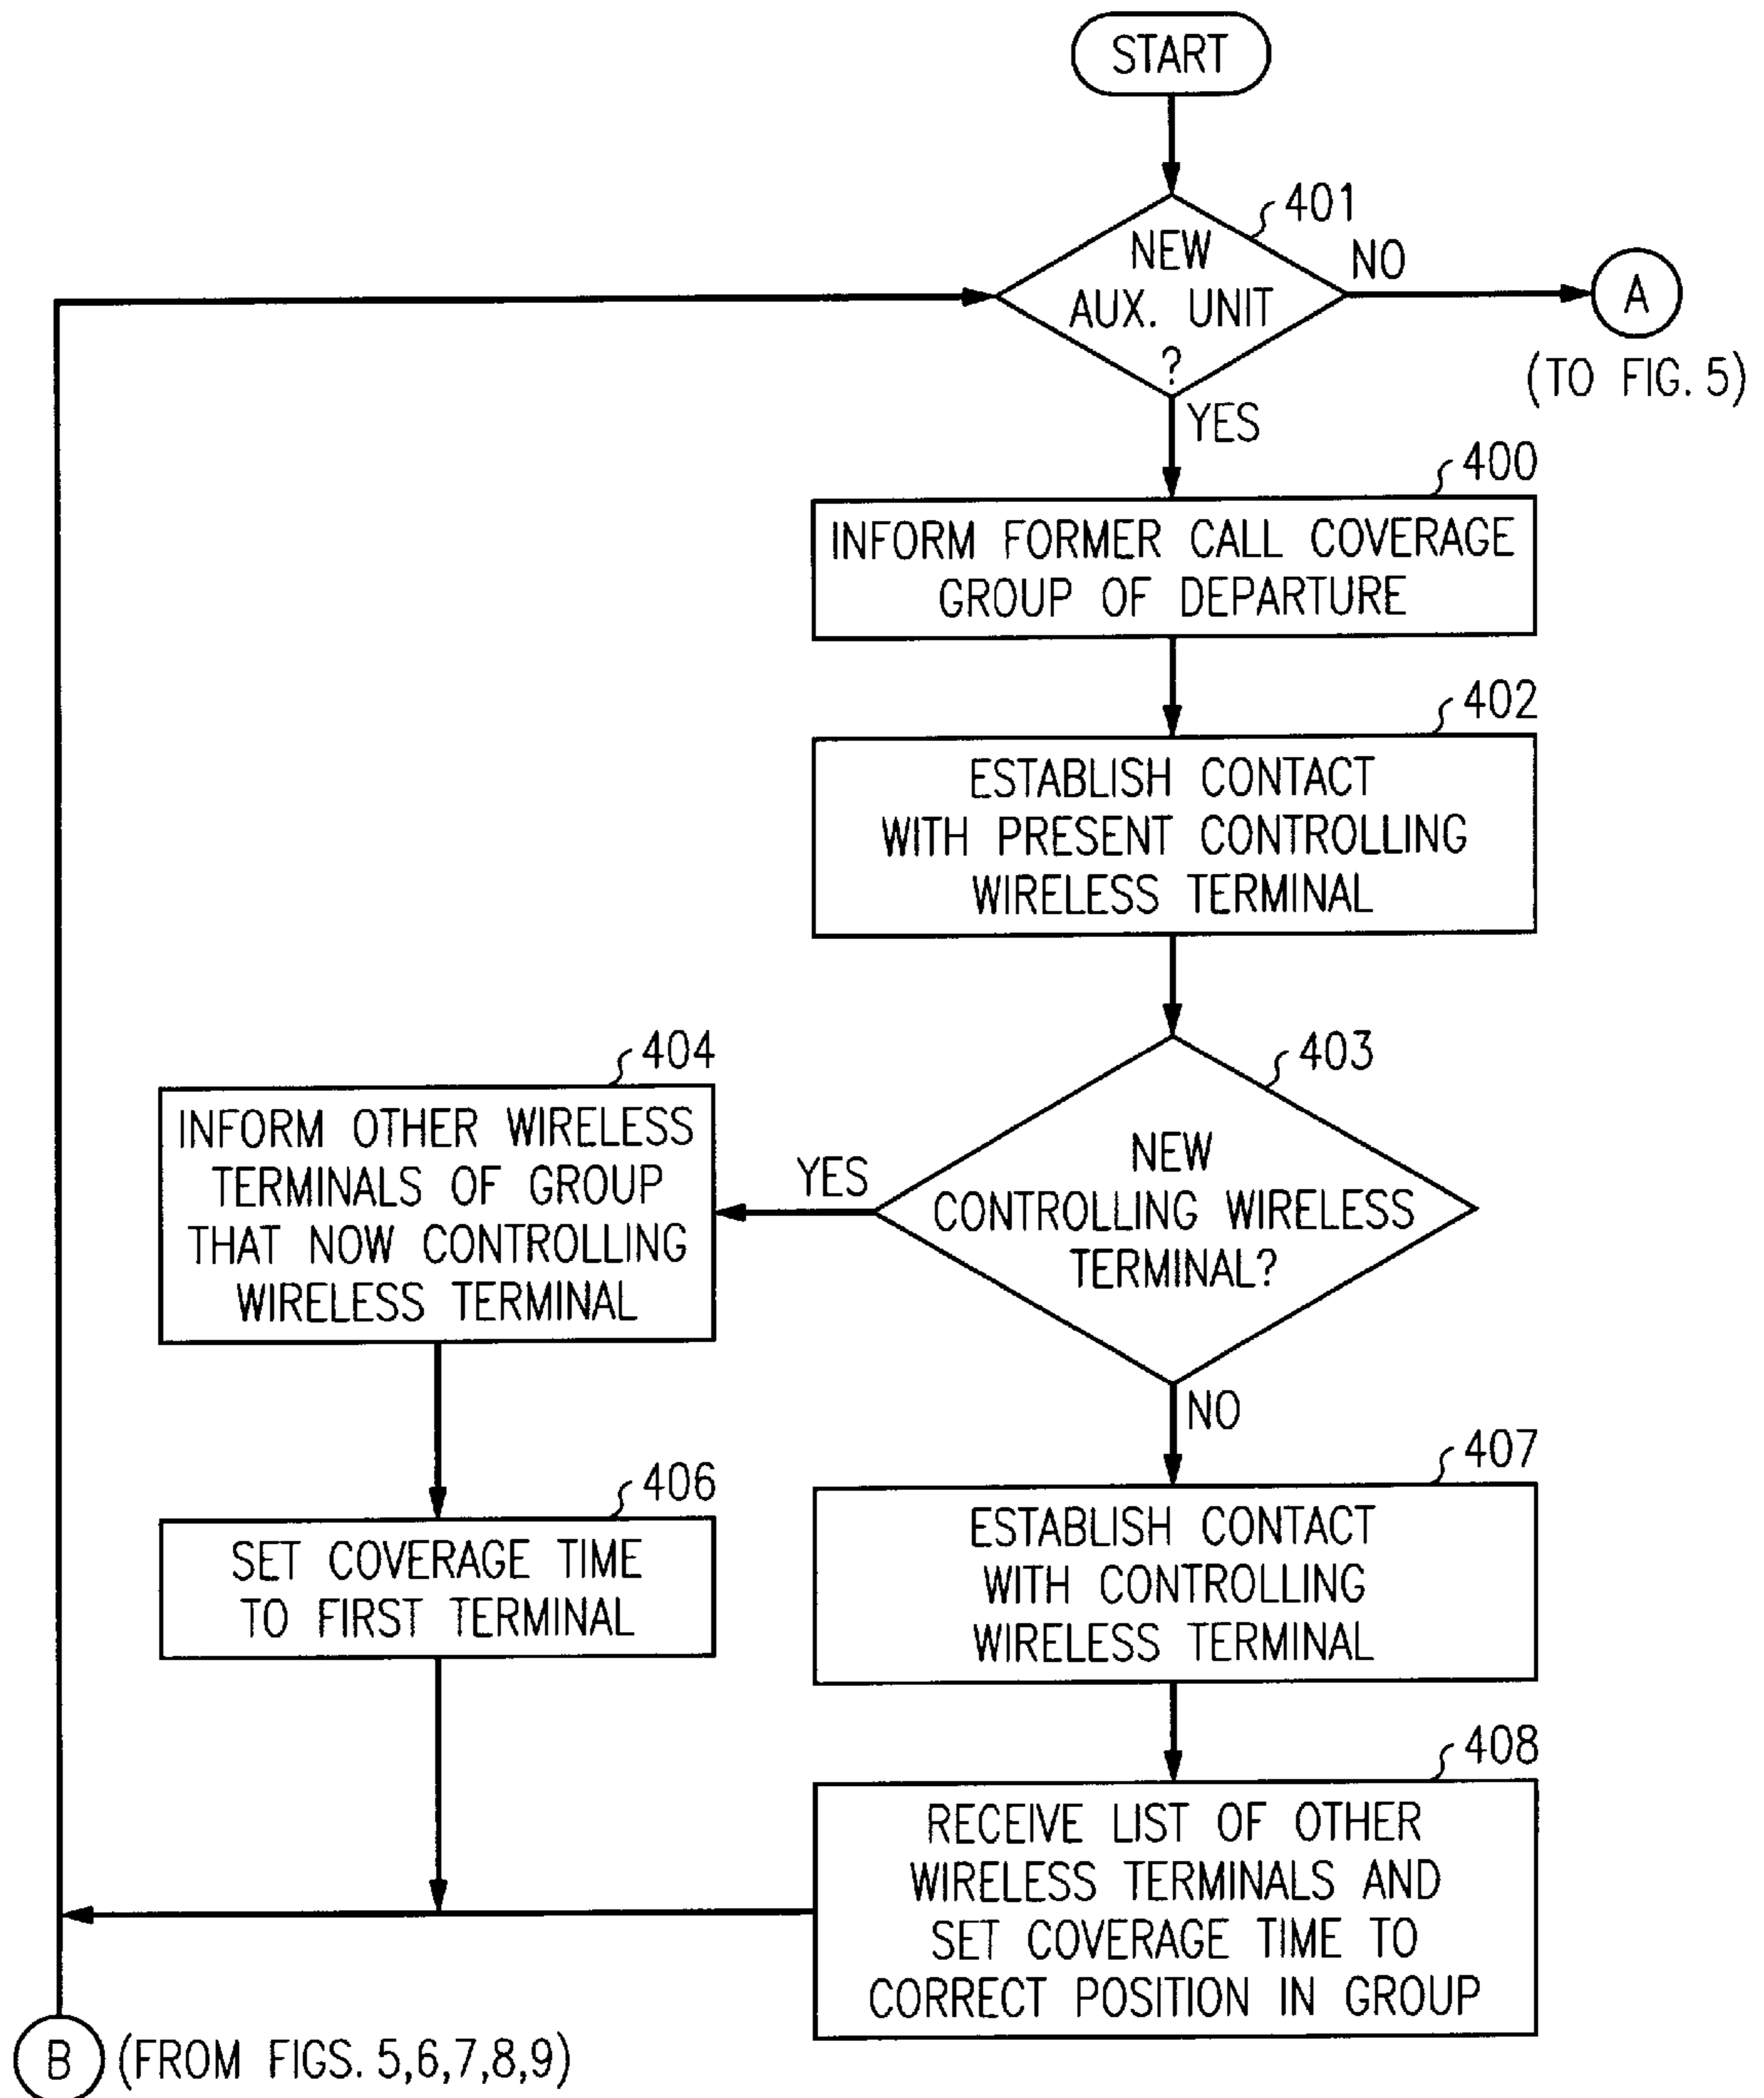 START
401
NEW
AUX. UNIT
?
NO
A
(TO FIG. 5)
YES
400
INFORM FORMER CALL COVERAGE
GROUP OF DEPARTURE
402
ESTABLISH CONTACT
WITH PRESENT CONTROLLING
WIRELESS TERMINAL
403
NEW
CONTROLLING WIRELESS
TERMINAL?
YES
404
INFORM OTHER WIRELESS
TERMINALS OF GROUP
THAT NOW CONTROLLING
WIRELESS TERMINAL
406
SET COVERAGE TIME
TO FIRST TERMINAL
NO
407
ESTABLISH CONTACT
WITH CONTROLLING
WIRELESS TERMINAL
408
RECEIVE LIST OF OTHER
WIRELESS TERMINALS AND
SET COVERAGE TIME TO
CORRECT POSITION IN GROUP
B (FROM FIGS. 5,6,7,8,9)